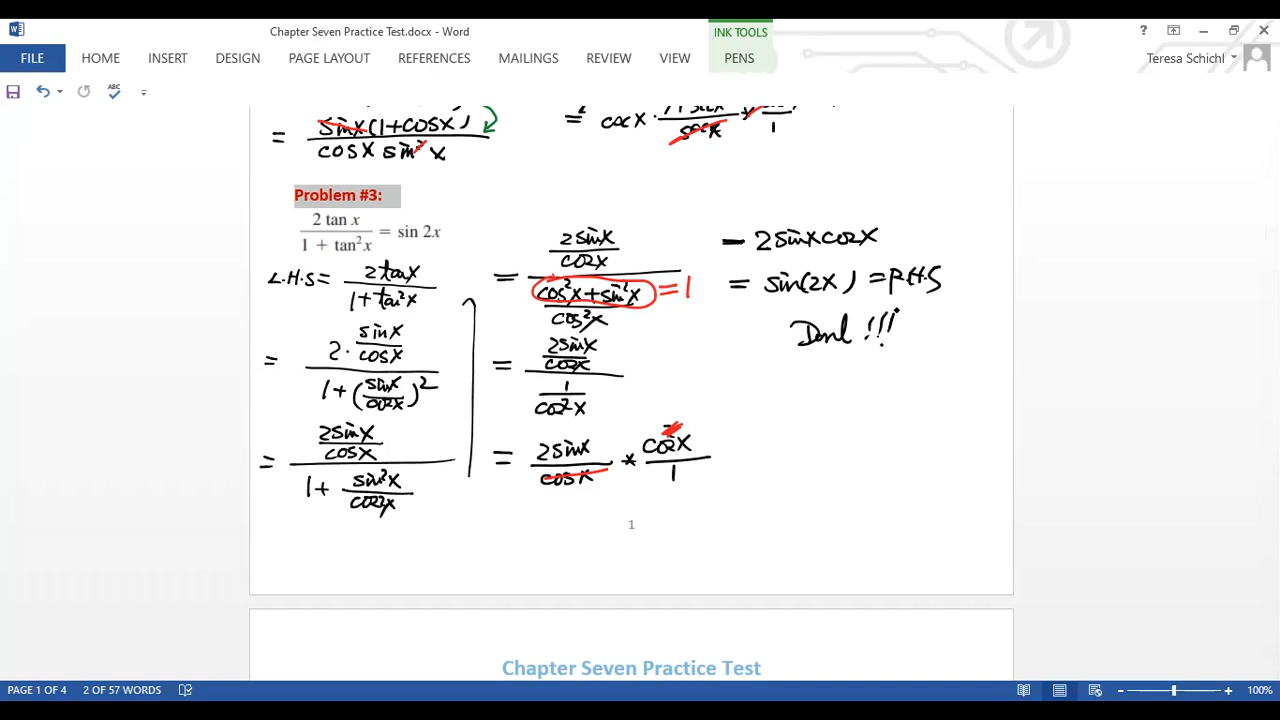 Chapter Seven Practice Test.docx - Word
INK TOOLS
FILE HOME INSERT DESIGN PAGE LAYOUT REFERENCES MAILINGS REVIEW VIEW PENS
Teresa Schichl
= sinx(1+cosx) / cosx sin²x
Problem #3:
2 tan x / 1 + tan²x = sin 2x
L.H.S = 2tanx / 1+tan²x
= 2 · sinx/cosx / 1+(sinx/cosx)²
= 2sinx/cosx / 1+ sin²x/cos²x
= 2sinx/cosx / cos²x+sin²x/cos²x = 1
= 2sinx/cosx / 1/cos²x
= 2sinx/cosx * cos²x/1
= 2sinxcosx
= sin(2x) = R.H.S
Done !!!
1
Chapter Seven Practice Test
PAGE 1 OF 4 2 OF 57 WORDS 100%